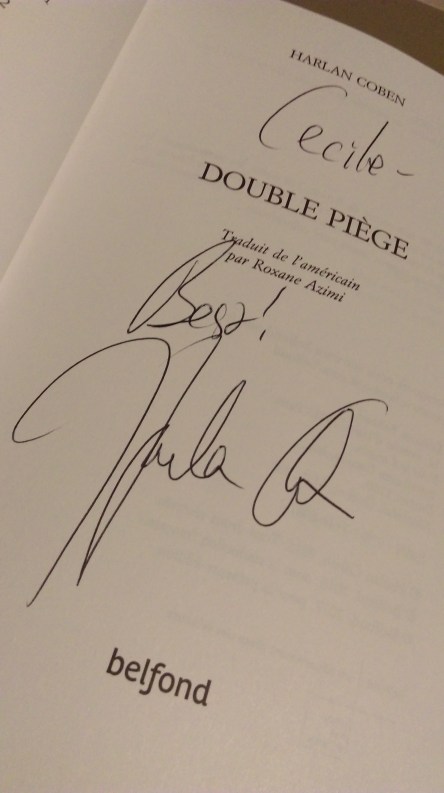 HARLAN COBEN
Cecile -
DOUBLE PIÈGE
Traduit de l'américain
par Roxane Azimi
Best!
belfond